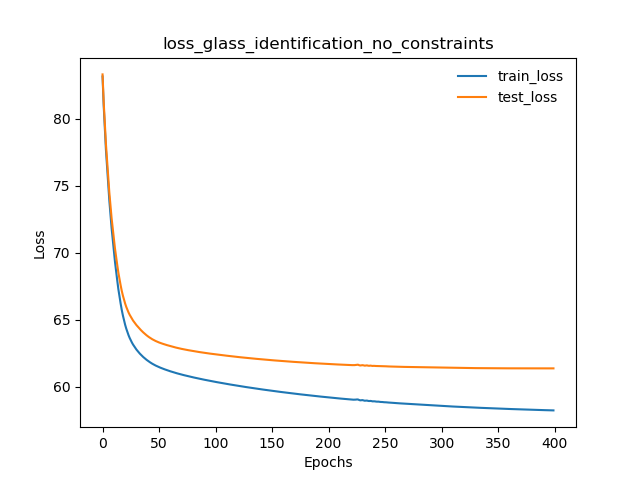 loss_glass_identification_no_constraints
train_loss
test_loss
80
75
70
65
60
Loss
0 50 100 150 200 250 300 350 400
Epochs